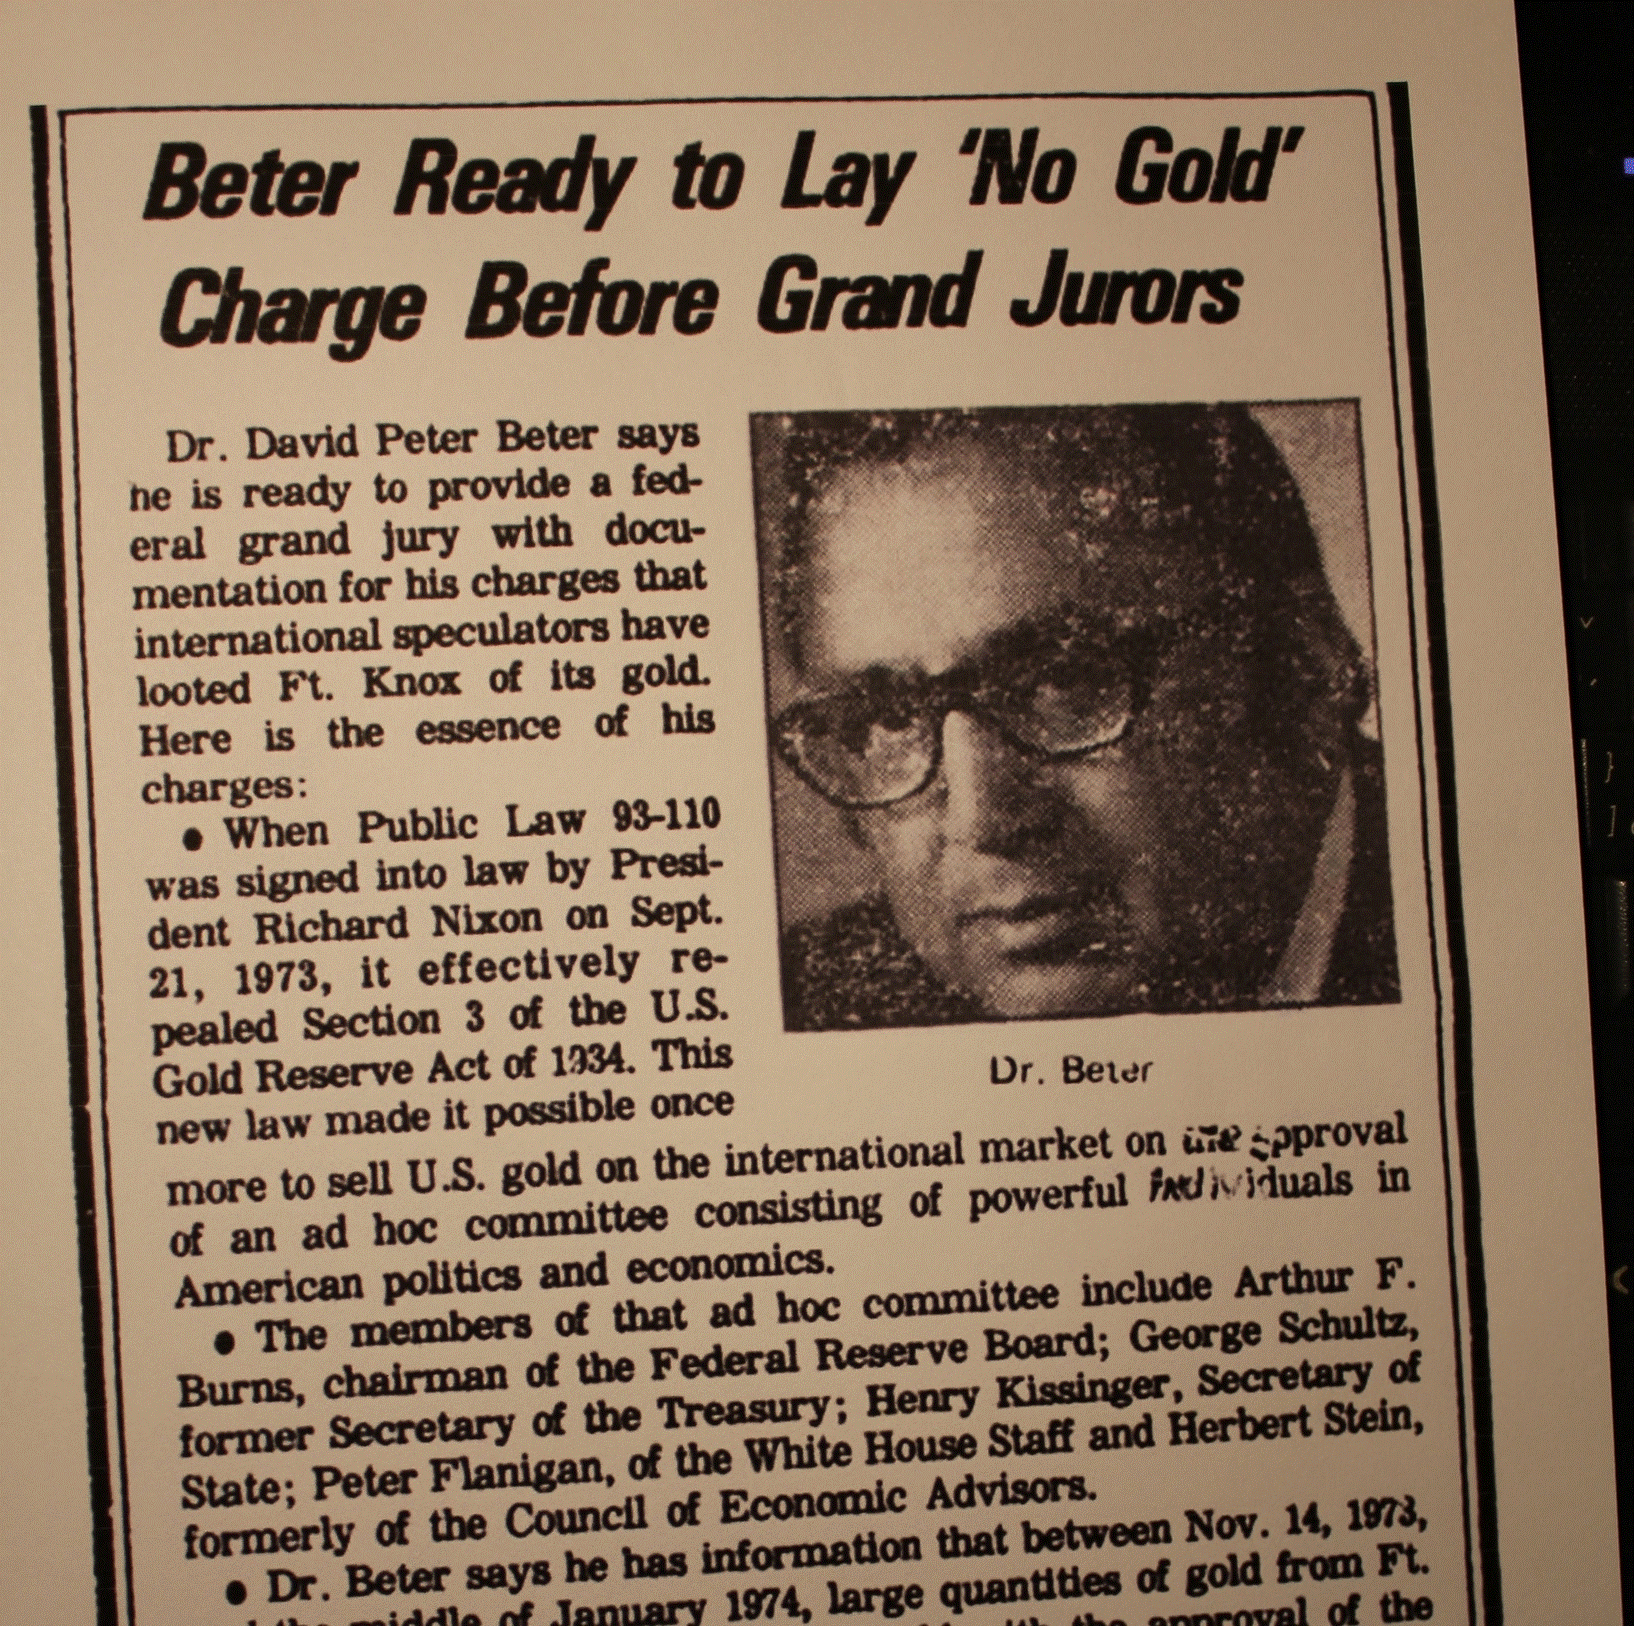 Beter Ready to Lay 'No Gold'
Charge Before Grand Jurors
Dr. David Peter Beter says
he is ready to provide a fed-
eral grand jury with docu-
mentation for his charges that
international speculators have
looted Ft. Knox of its gold.
Here is the essence of his
charges:
• When Public Law 93-110
was signed into law by Presi-
dent Richard Nixon on Sept.
21, 1973, it effectively re-
pealed Section 3 of the U.S.
Gold Reserve Act of 1934. This
new law made it possible once
Dr. Beter
more to sell U.S. gold on the international market on the approval
of an ad hoc committee consisting of powerful individuals in
American politics and economics.
• The members of that ad hoc committee include Arthur F.
Burns, chairman of the Federal Reserve Board; George Schultz,
former Secretary of the Treasury; Henry Kissinger, Secretary of
State; Peter Flanigan, of the White House Staff and Herbert Stein,
formerly of the Council of Economic Advisors.
• Dr. Beter says he has information that between Nov. 14, 1973,
the middle of January 1974, large quantities of gold from Ft.
the approval of the